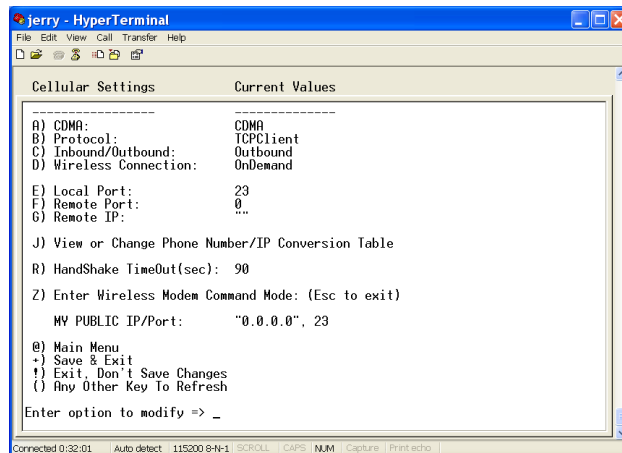 jerry - HyperTerminal
File Edit View Call Transfer Help
Cellular Settings Current Values
----------------- --------------
A) CDMA: CDMA
B) Protocol: TCPClient
C) Inbound/Outbound: Outbound
D) Wireless Connection: OnDemand
E) Local Port: 23
F) Remote Port: 0
G) Remote IP: ""
J) View or Change Phone Number/IP Conversion Table
R) HandShake TimeOut(sec): 90
Z) Enter Wireless Modem Command Mode: (Esc to exit)
MY PUBLIC IP/Port: "0.0.0.0", 23
@) Main Menu
+) Save & Exit
!) Exit, Don't Save Changes
() Any Other Key To Refresh
Enter option to modify => _
Connected 0:32:01 Auto detect 115200 8-N-1 SCROLL CAPS NUM Capture Print echo